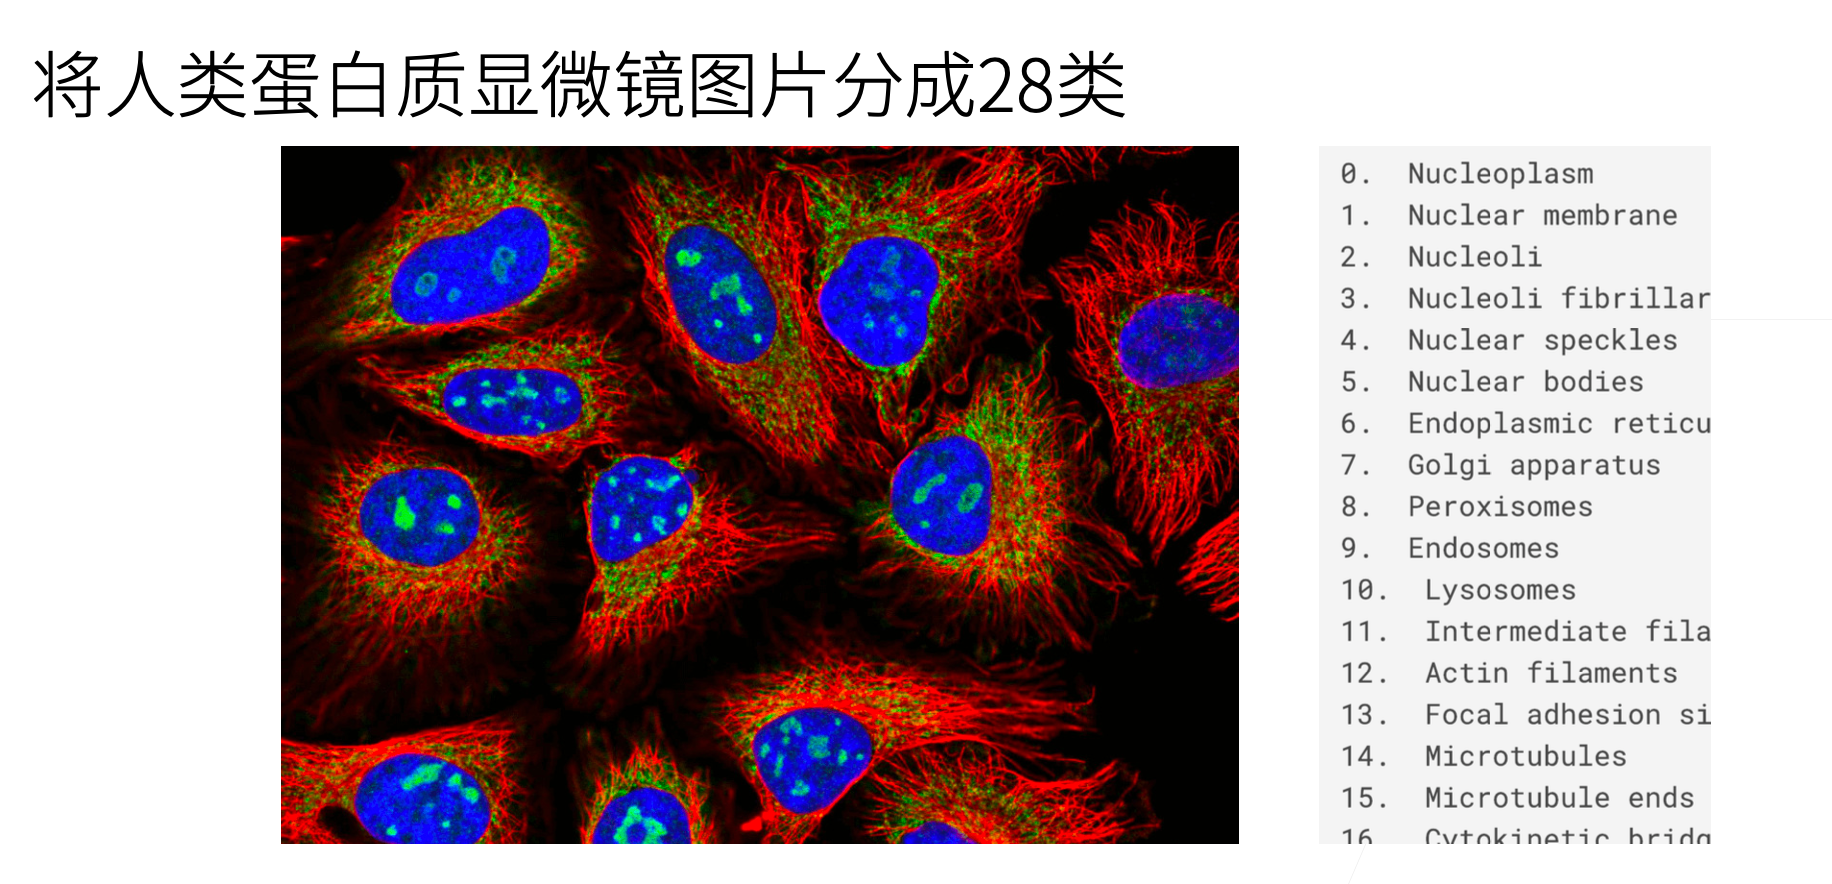 将人类蛋白质显微镜图片分成28类
0. Nucleoplasm
1. Nuclear membrane
2. Nucleoli
3. Nucleoli fibrillar
4. Nuclear speckles
5. Nuclear bodies
6. Endoplasmic reticu
7. Golgi apparatus
8. Peroxisomes
9. Endosomes
10. Lysosomes
11. Intermediate fila
12. Actin filaments
13. Focal adhesion si
14. Microtubules
15. Microtubule ends
16. Cytokinetic bridg